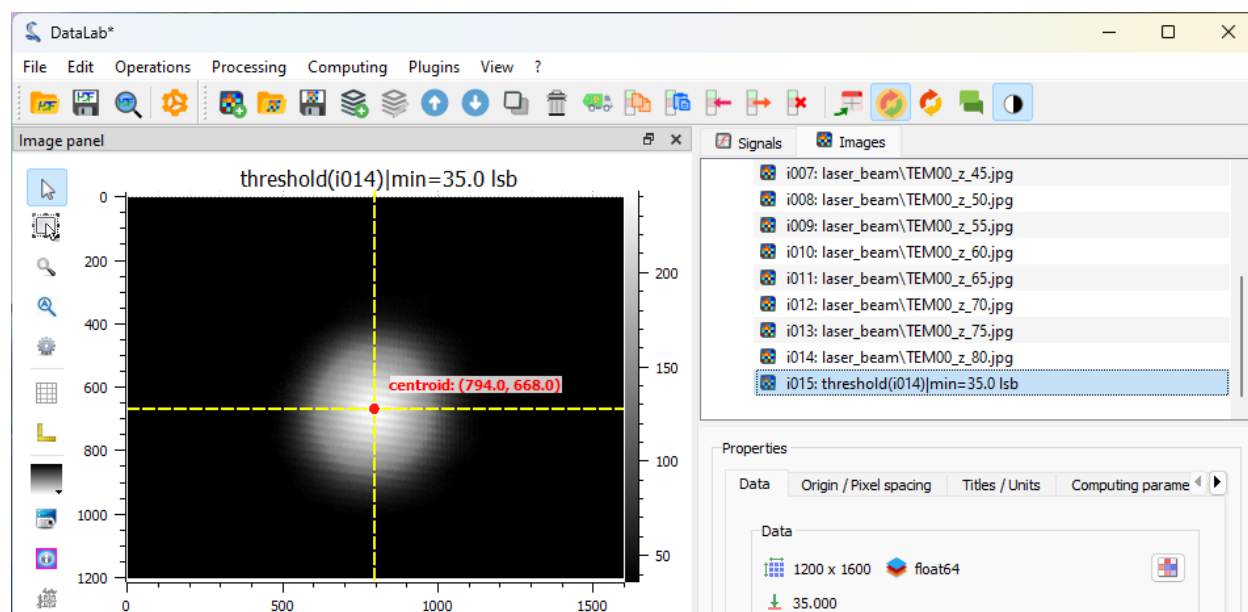 DataLab*
File Edit Operations Processing Computing Plugins View ?
Image panel
Signals Images
threshold(i014)|min=35.0 lsb
0
200
400
600
800
1000
1200
0 500 1000 1500
200
150
100
50
centroid: (794.0, 668.0)
i007: laser_beam\TEM00_z_45.jpg
i008: laser_beam\TEM00_z_50.jpg
i009: laser_beam\TEM00_z_55.jpg
i010: laser_beam\TEM00_z_60.jpg
i011: laser_beam\TEM00_z_65.jpg
i012: laser_beam\TEM00_z_70.jpg
i013: laser_beam\TEM00_z_75.jpg
i014: laser_beam\TEM00_z_80.jpg
i015: threshold(i014)|min=35.0 lsb
Properties
Data Origin / Pixel spacing Titles / Units Computing parame
Data
1200 x 1600 float64
35.000